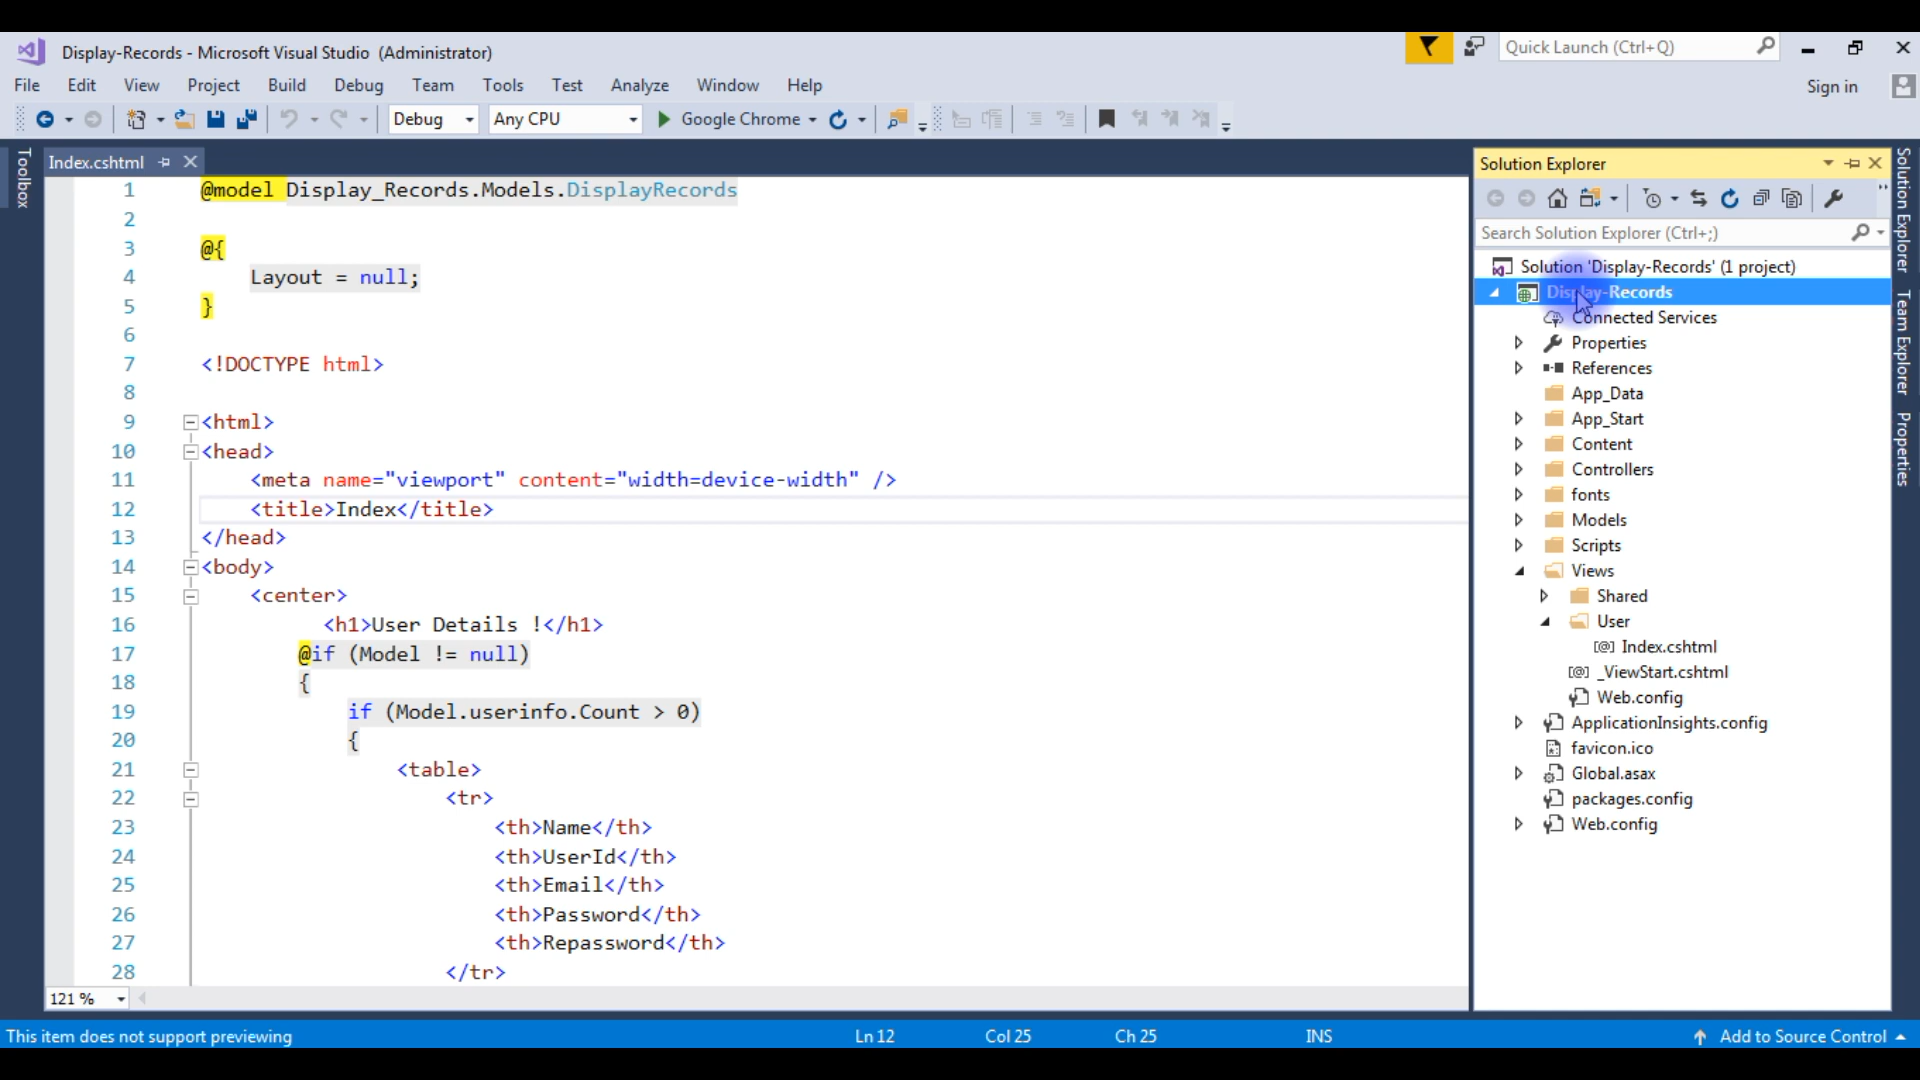 Display-Records - Microsoft Visual Studio (Administrator)
Quick Launch (Ctrl+Q)
File Edit View Project Build Debug Team Tools Test Analyze Window Help
Sign in
Debug Any CPU Google Chrome
Toolbox
Index.cshtml
1 @model Display_Records.Models.DisplayRecords
2
3 @{
4 Layout = null;
5 }
6
7 <!DOCTYPE html>
8
9 <html>
10 <head>
11 <meta name="viewport" content="width=device-width" />
12 <title>Index</title>
13 </head>
14 <body>
15 <center>
16 <h1>User Details !</h1>
17 @if (Model != null)
18 {
19 if (Model.userinfo.Count > 0)
20 {
21 <table>
22 <tr>
23 <th>Name</th>
24 <th>UserId</th>
25 <th>Email</th>
26 <th>Password</th>
27 <th>Repassword</th>
28 </tr>
121 %
Solution Explorer
Search Solution Explorer (Ctrl+;)
Solution 'Display-Records' (1 project)
Display-Records
Connected Services
Properties
References
App_Data
App_Start
Content
Controllers
fonts
Models
Scripts
Views
Shared
User
Index.cshtml
_ViewStart.cshtml
Web.config
ApplicationInsights.config
favicon.ico
Global.asax
packages.config
Web.config
Solution Explorer
Team Explorer
Properties
This item does not support previewing Ln 12 Col 25 Ch 25 INS Add to Source Control